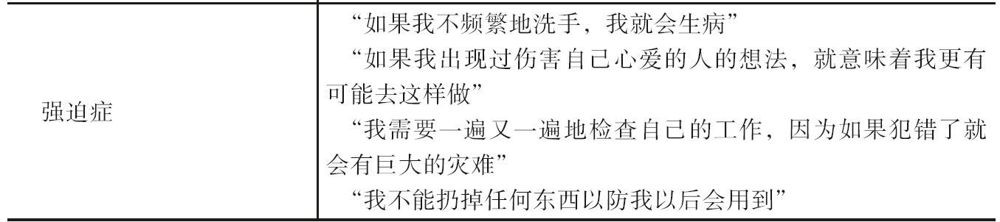 “如果我不频繁地洗手，我就会生病”
“如果我出现过伤害自己心爱的人的想法，就意味着我更有
可能去这样做”
强迫症
“我需要一遍又一遍地检查自己的工作，因为如果犯错了就
会有巨大的灾难”
“我不能扔掉任何东西以防我以后会用到”